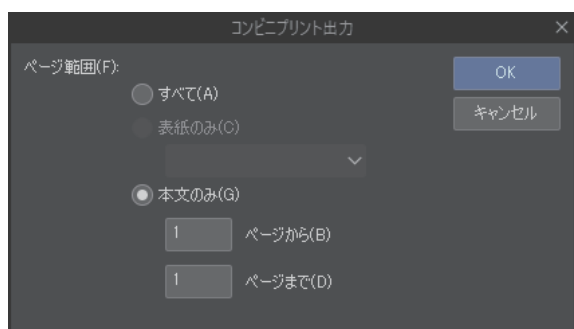 コンビニプリント出力
ページ範囲(F):
すべて(A)
表紙のみ(C)
本文のみ(G)
1 ページから(B)
1 ページまで(D)
OK
キャンセル